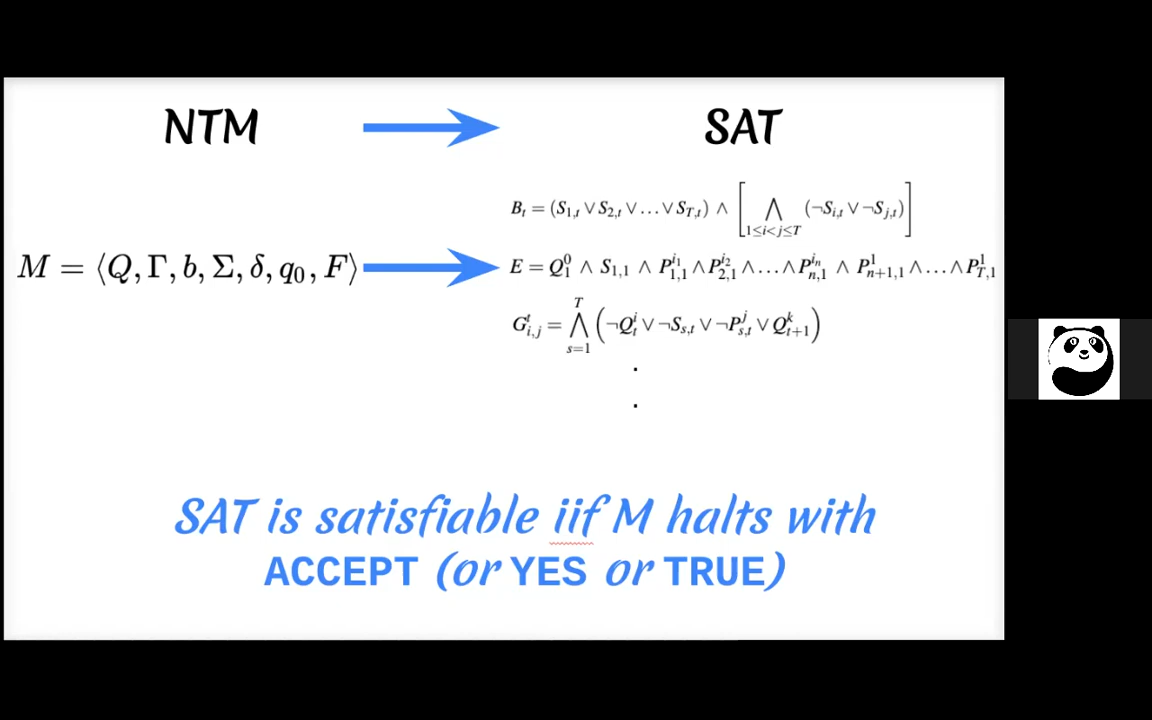 NTM SAT
B_t = (S_{1,t} ∨ S_{2,t} ∨ … ∨ S_{T,t}) ∧ [⋀_{1≤i<j≤T} (¬S_{i,t} ∨ ¬S_{j,t})]
M = ⟨Q, Γ, b, Σ, δ, q_0, F⟩
E = Q_1^0 ∧ S_{1,1} ∧ P_{1,1}^{i_1} ∧ P_{2,1}^{i_2} ∧ … ∧ P_{n,1}^{i_n} ∧ P_{n+1,1}^1 ∧ … ∧ P_{T,1}^1
G_{i,j}^t = ⋀_{s=1}^{T} (¬Q_t^i ∨ ¬S_{s,t} ∨ ¬P_{s,t}^j ∨ Q_{t+1}^k)
.
.
SAT is satisfiable iif M halts with
ACCEPT (or YES or TRUE)